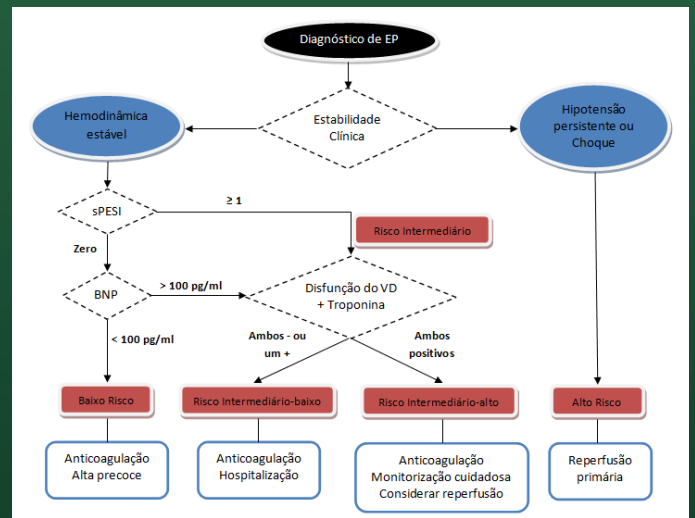 Diagnóstico de EP
Hemodinâmica
estável
Estabilidade
Clínica
Hipotensão
persistente ou
Choque
sPESI
≥ 1
Risco Intermediário
Zero
BNP
> 100 pg/ml
Disfunção do VD
+ Troponina
< 100 pg/ml
Ambos - ou
um +
Ambos
positivos
Baixo Risco
Risco Intermediário-baixo
Risco Intermediário-alto
Alto Risco
Anticoagulação
Alta precoce
Anticoagulação
Hospitalização
Anticoagulação
Monitorização cuidadosa
Considerar reperfusão
Reperfusão
primária